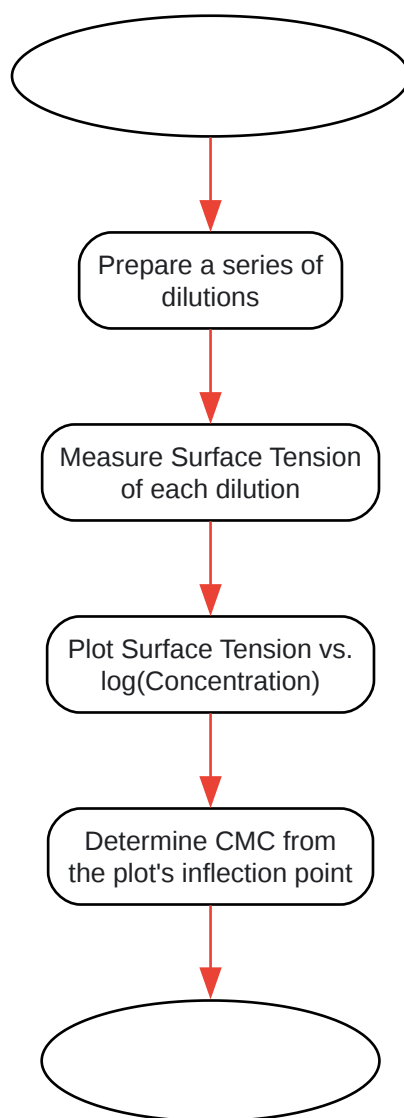 Prepare a series of
dilutions
Measure Surface Tension
of each dilution
Plot Surface Tension vs.
log(Concentration)
Determine CMC from
the plot's inflection point